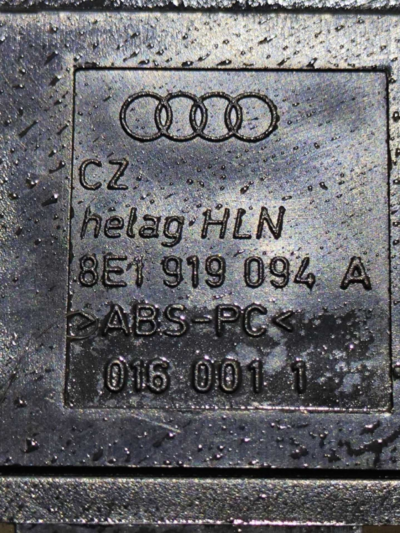 CZ
helag HLN
8E1 919 094 A
>ABS-PC<
016 001 1